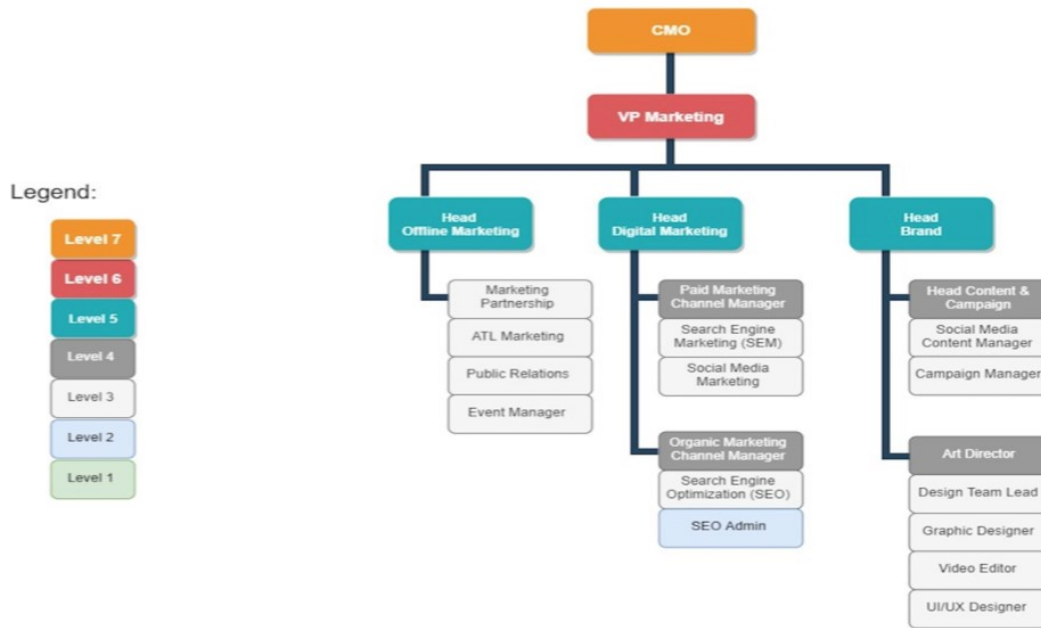 CMO
VP Marketing
Legend:
Level 7
Level 6
Level 5
Level 4
Level 3
Level 2
Level 1
Head
Offline Marketing
Marketing
Partnership
ATL Marketing
Public Relations
Event Manager
Head
Digital Marketing
Paid Marketing
Channel Manager
Search Engine
Marketing (SEM)
Social Media
Marketing
Organic Marketing
Channel Manager
Search Engine
Optimization (SEO)
SEO Admin
Head
Brand
Head Content &
Campaign
Social Media
Content Manager
Campaign Manager
Art Director
Design Team Lead
Graphic Designer
Video Editor
UI/UX Designer